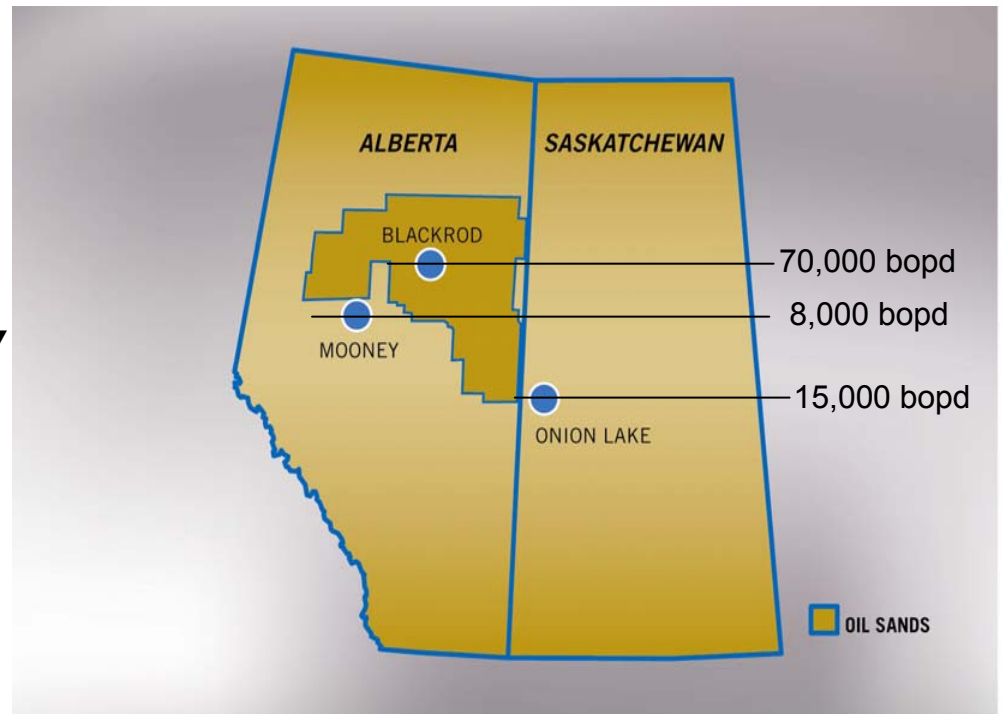 ALBERTA
SASKATCHEWAN
BLACKROD
70,000 bopd
8,000 bopd
MOONEY
15,000 bopd
ONION LAKE
OIL SANDS